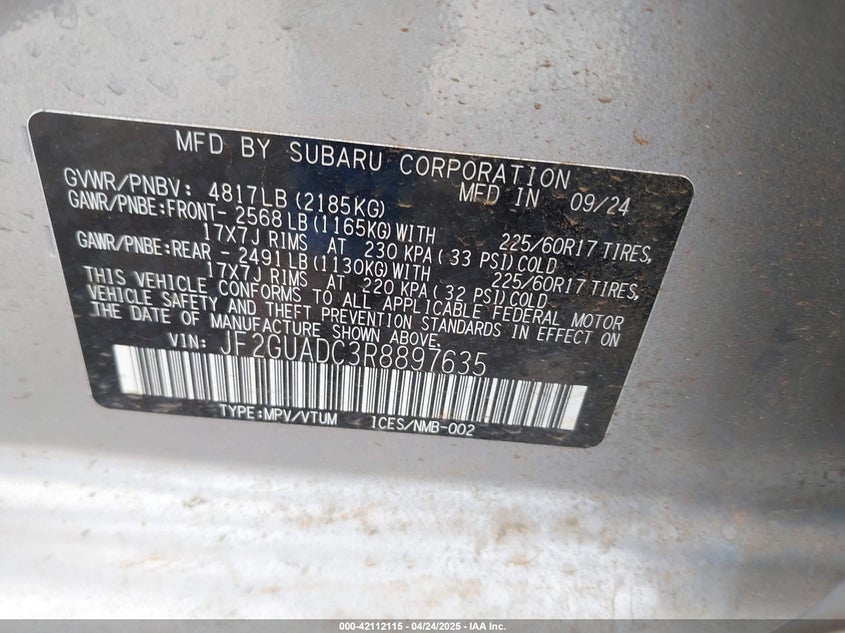 MFD BY SUBARU CORPORATION
GVWR/PNBV: 4817LB (2185KG) MFD IN 09/24
GAWR/PNBE:FRONT- 2568 LB (1165KG) WITH 225/60R17 TIRES,
17X7J RIMS AT 230 KPA ( 33 PSI) COLD
GAWR/PNBE:REAR - 2491 LB (1130KG) WITH 225/60R17 TIRES,
17X7J RIMS AT 220 KPA ( 32 PSI) COLD
THIS VEHICLE CONFORMS TO ALL APPLICABLE FEDERAL MOTOR
VEHICLE SAFETY AND THEFT PREVENTION STANDARDS IN EFFECT ON
THE DATE OF MANUFACTURE SHOWN ABOVE.
VIN: JF2GUADC3R8897635
TYPE:MPV/VTUM ICES/NMB-002
000-42112115 - 04/24/2025 - IAA Inc.